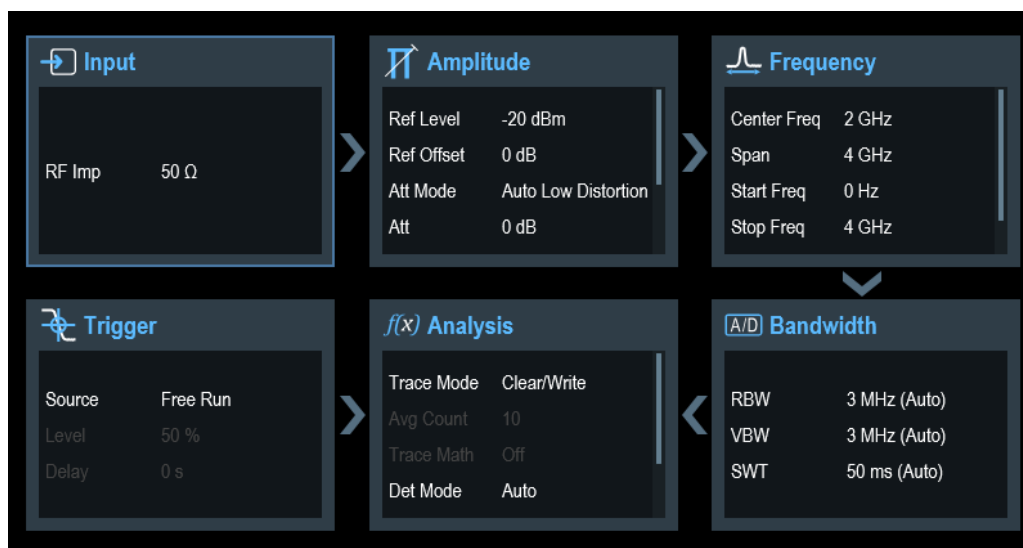 Input
RF Imp 50 Ω
Amplitude
Ref Level -20 dBm
Ref Offset 0 dB
Att Mode Auto Low Distortion
Att 0 dB
Frequency
Center Freq 2 GHz
Span 4 GHz
Start Freq 0 Hz
Stop Freq 4 GHz
Trigger
Source Free Run
Level 50 %
Delay 0 s
f(x) Analysis
Trace Mode Clear/Write
Avg Count 10
Trace Math Off
Det Mode Auto
A/D Bandwidth
RBW 3 MHz (Auto)
VBW 3 MHz (Auto)
SWT 50 ms (Auto)